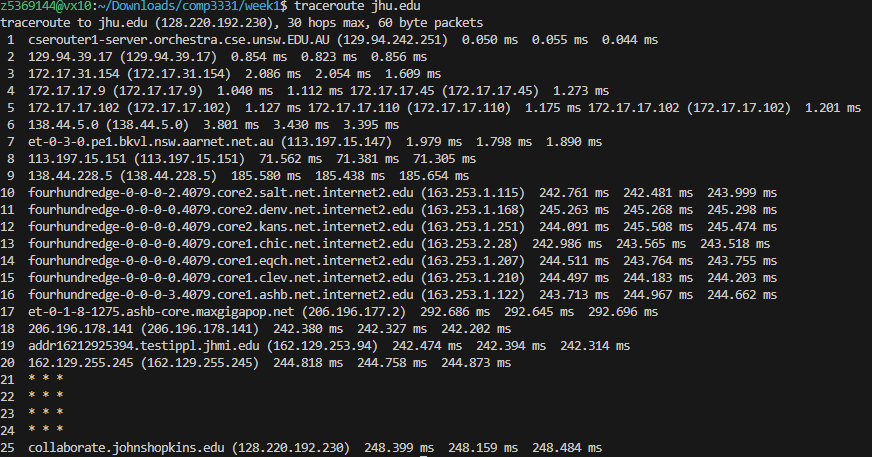 z5369144@vx10:~/Downloads/comp3331/week1$ traceroute jhu.edu
traceroute to jhu.edu (128.220.192.230), 30 hops max, 60 byte packets
1 cserouter1-server.orchestra.cse.unsw.EDU.AU (129.94.242.251) 0.050 ms 0.055 ms 0.044 ms
2 129.94.39.17 (129.94.39.17) 0.854 ms 0.823 ms 0.856 ms
3 172.17.31.154 (172.17.31.154) 2.086 ms 2.054 ms 1.609 ms
4 172.17.17.9 (172.17.17.9) 1.040 ms 1.112 ms 172.17.17.45 (172.17.17.45) 1.273 ms
5 172.17.17.102 (172.17.17.102) 1.127 ms 172.17.17.110 (172.17.17.110) 1.175 ms 172.17.17.102 (172.17.17.102) 1.201 ms
6 138.44.5.0 (138.44.5.0) 3.801 ms 3.430 ms 3.395 ms
7 et-0-3-0.pe1.bkvl.nsw.aarnet.net.au (113.197.15.147) 1.979 ms 1.798 ms 1.890 ms
8 113.197.15.151 (113.197.15.151) 71.562 ms 71.381 ms 71.305 ms
9 138.44.228.5 (138.44.228.5) 185.580 ms 185.438 ms 185.654 ms
10 fourhundredge-0-0-0-2.4079.core2.salt.net.internet2.edu (163.253.1.115) 242.761 ms 242.481 ms 243.999 ms
11 fourhundredge-0-0-0-0.4079.core2.denv.net.internet2.edu (163.253.1.168) 245.263 ms 245.268 ms 245.298 ms
12 fourhundredge-0-0-0-0.4079.core2.kans.net.internet2.edu (163.253.1.251) 244.091 ms 245.508 ms 245.474 ms
13 fourhundredge-0-0-0-0.4079.core1.chic.net.internet2.edu (163.253.2.28) 242.986 ms 243.565 ms 243.518 ms
14 fourhundredge-0-0-0-0.4079.core1.eqch.net.internet2.edu (163.253.1.207) 244.511 ms 243.764 ms 243.755 ms
15 fourhundredge-0-0-0-0.4079.core1.clev.net.internet2.edu (163.253.1.210) 244.497 ms 244.183 ms 244.203 ms
16 fourhundredge-0-0-0-3.4079.core1.ashb.net.internet2.edu (163.253.1.122) 243.713 ms 244.967 ms 244.662 ms
17 et-0-1-8-1275.ashb-core.maxgigapop.net (206.196.177.2) 292.686 ms 292.645 ms 292.696 ms
18 206.196.178.141 (206.196.178.141) 242.380 ms 242.327 ms 242.202 ms
19 addr16212925394.testippl.jhmi.edu (162.129.253.94) 242.474 ms 242.394 ms 242.314 ms
20 162.129.255.245 (162.129.255.245) 244.818 ms 244.758 ms 244.873 ms
21 * * *
22 * * *
23 * * *
24 * * *
25 collaborate.johnshopkins.edu (128.220.192.230) 248.399 ms 248.159 ms 248.484 ms